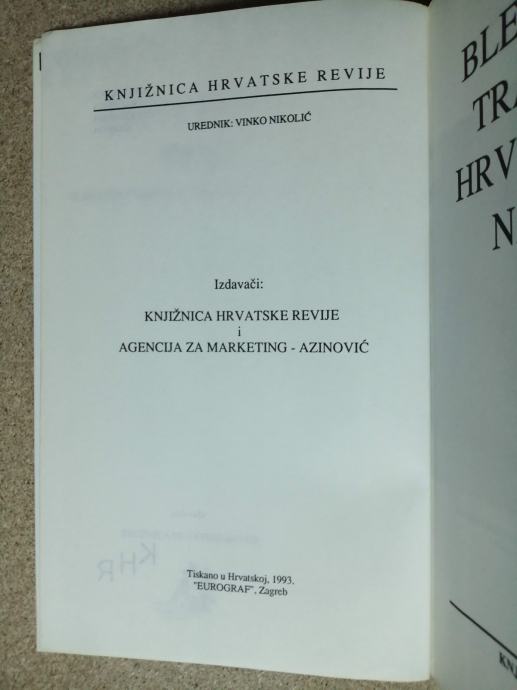 KNJIŽNICA HRVATSKE REVIJE
UREDNIK: VINKO NIKOLIĆ
Izdavači:
KNJIŽNICA HRVATSKE REVIJE
i
AGENCIJA ZA MARKETING - AZINOVIĆ
KHR
Tiskano u Hrvatskoj, 1993.
"EUROGRAF", Zagreb